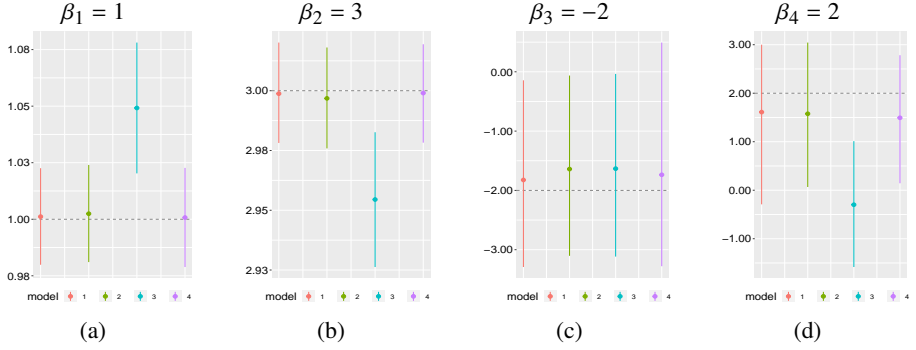 β₁ = 1
β₂ = 3
β₃ = −2
β₄ = 2
1.08
1.05
1.03
1.00
0.98
3.00
2.98
2.95
2.93
0.00
−1.00
−2.00
−3.00
3.00
2.00
1.00
0.00
−1.00
model 1 2 3 4
model 1 2 3 4
model 1 2 3 4
model 1 2 3 4
(a)
(b)
(c)
(d)